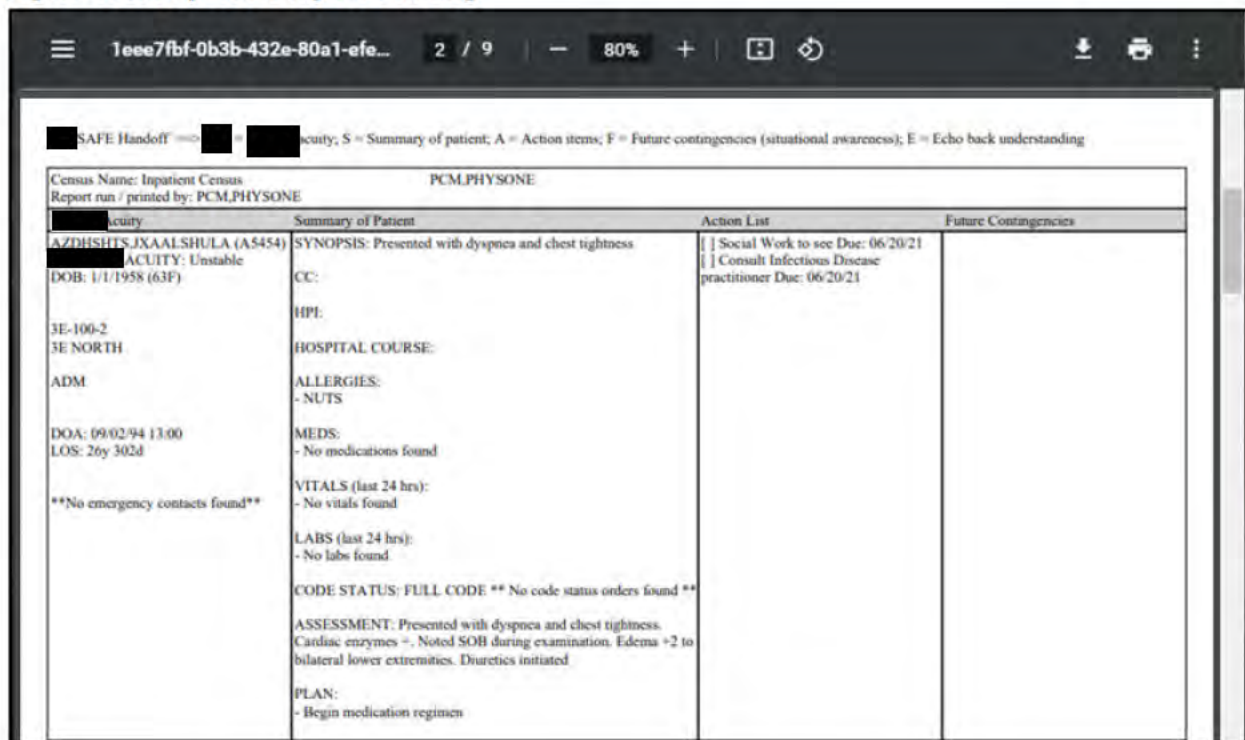 1eee7fbf-0b3b-432e-80a1-efe... 2 / 9 80%
SAFE Handoff ==> = cuity; S = Summary of patient; A = Action items; F = Future contingencies (situational awareness); E = Echo back understanding
Census Name: Inpatient Census PCM,PHYSONE
Report run / printed by: PCM,PHYSONE
cuity Summary of Patient Action List Future Contingencies
AZDHSHTS,JXAALSHULA (A5454) SYNOPSIS: Presented with dyspnea and chest tightness [ ] Social Work to see Due: 06/20/21
ACUITY: Unstable [ ] Consult Infectious Disease
DOB: 1/1/1958 (63F) CC: practitioner Due: 06/20/21
HPI:
3E-100-2
3E NORTH HOSPITAL COURSE:
ADM ALLERGIES:
- NUTS
DOA: 09/02/94 13:00 MEDS:
LOS: 26y 302d - No medications found
VITALS (last 24 hrs):
**No emergency contacts found** - No vitals found
LABS (last 24 hrs):
- No labs found
CODE STATUS: FULL CODE ** No code status orders found **
ASSESSMENT: Presented with dyspnea and chest tightness.
Cardiac enzymes +. Noted SOB during examination. Edema +2 to
bilateral lower extremities. Diuretics initiated
PLAN:
- Begin medication regimen